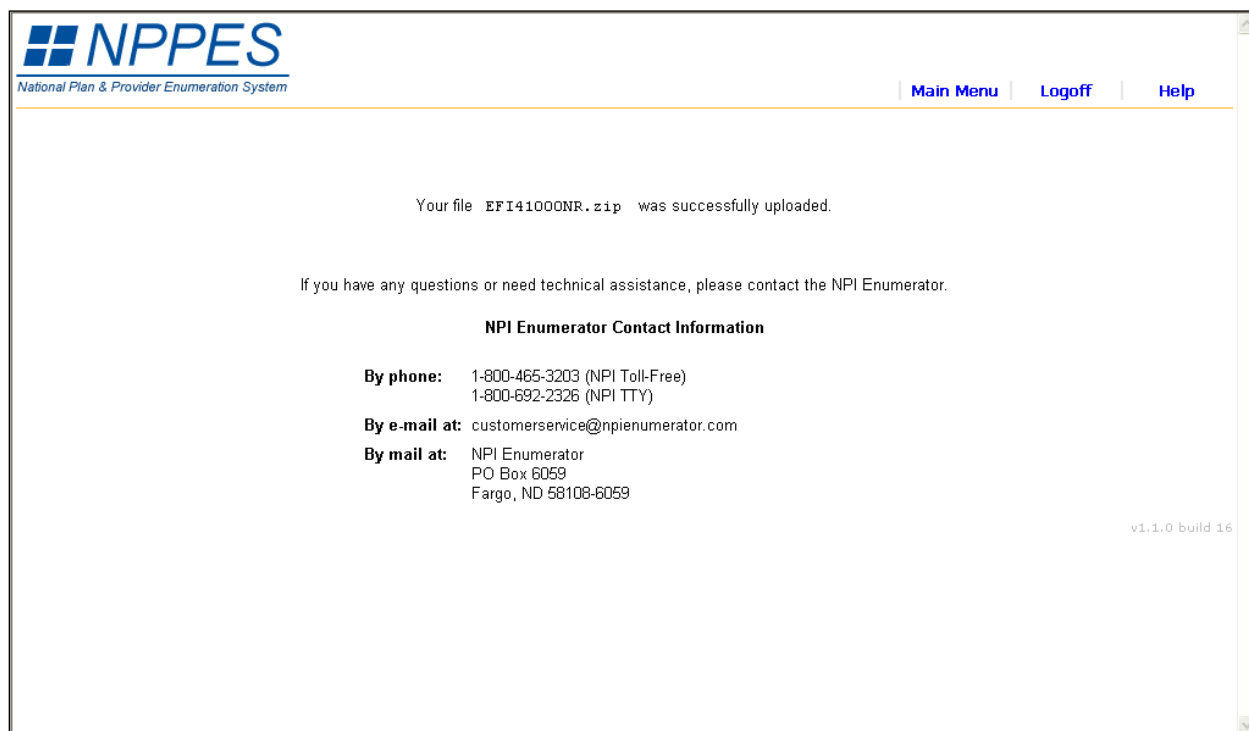 NPPES
National Plan & Provider Enumeration System
Main Menu Logoff Help
Your file EFI41000NR.zip was successfully uploaded.
If you have any questions or need technical assistance, please contact the NPI Enumerator.
NPI Enumerator Contact Information
By phone: 1-800-465-3203 (NPI Toll-Free)
1-800-692-2326 (NPI TTY)
By e-mail at: customerservice@npienumerator.com
By mail at: NPI Enumerator
PO Box 6059
Fargo, ND 58108-6059
v1.1.0 build 16